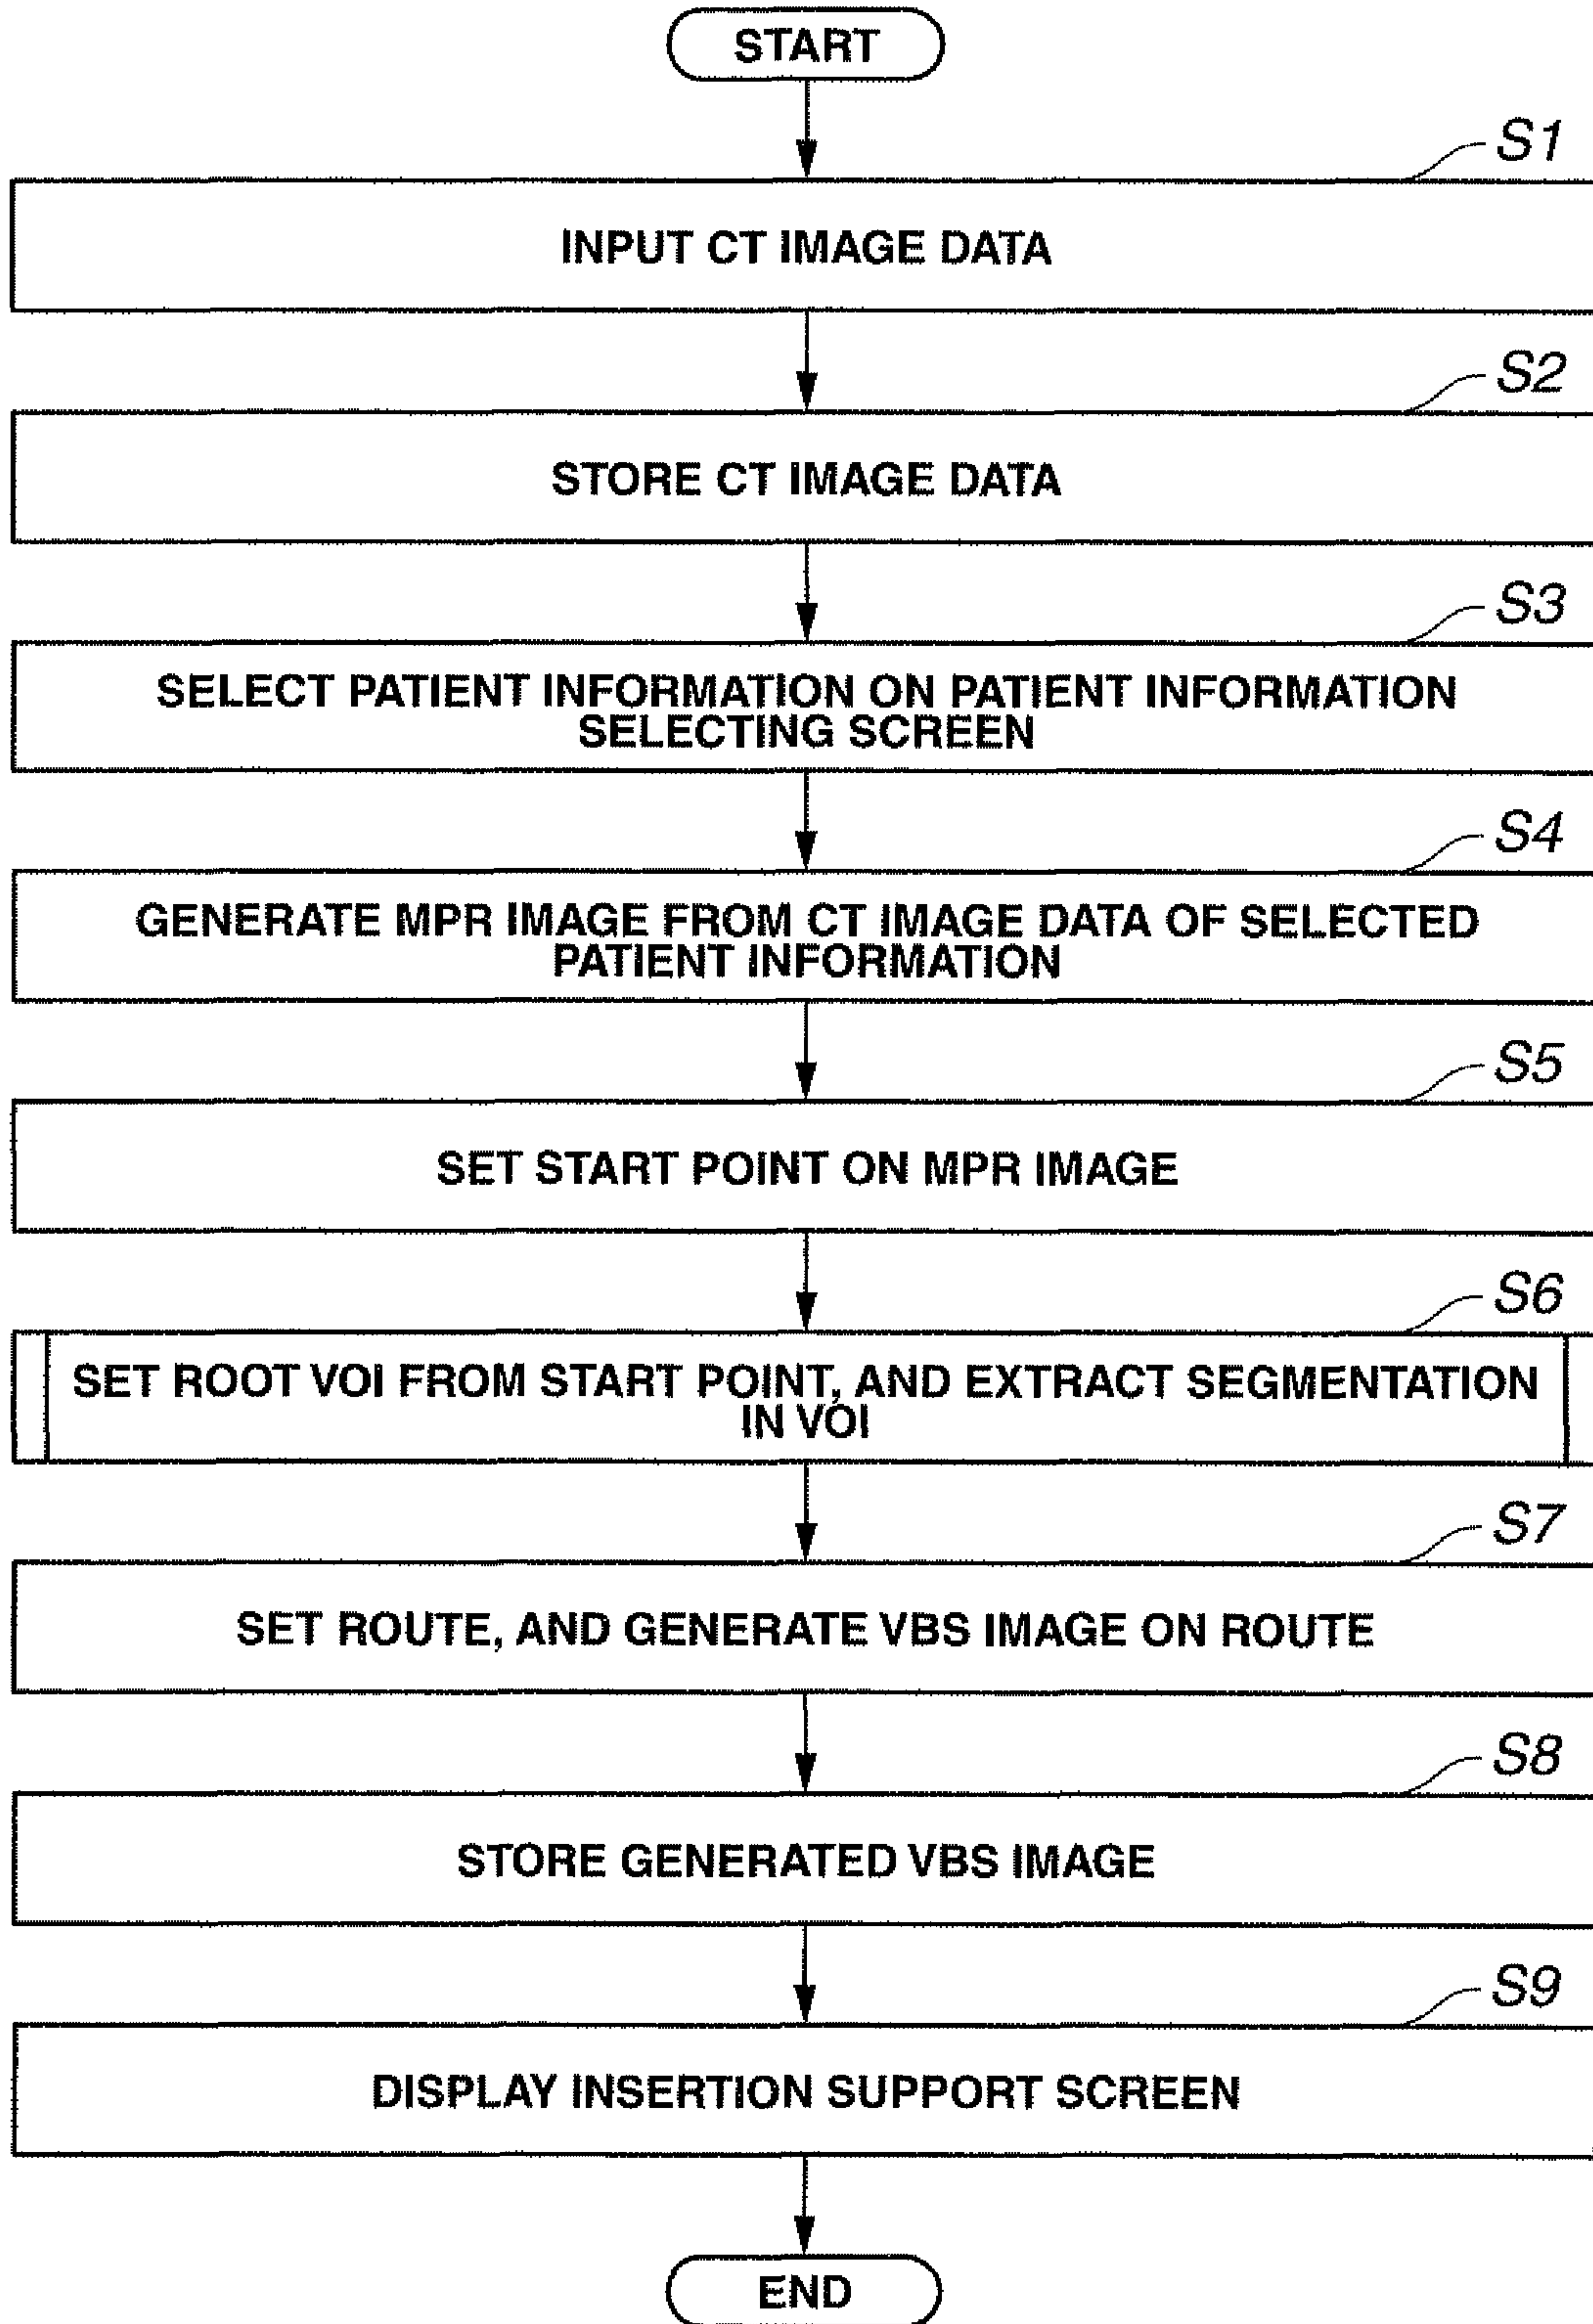 START
S1
INPUT CT IMAGE DATA
S2
STORE CT IMAGE DATA
S3
SELECT PATIENT INFORMATION ON PATIENT INFORMATION
SELECTING SCREEN
S4
GENERATE MPR IMAGE FROM CT IMAGE DATA OF SELECTED
PATIENT INFORMATION
S5
SET START POINT ON MPR IMAGE
S6
SET ROOT VOI FROM START POINT, AND EXTRACT SEGMENTATION
IN VOI
S7
SET ROUTE, AND GENERATE VBS IMAGE ON ROUTE
S8
STORE GENERATED VBS IMAGE
S9
DISPLAY INSERTION SUPPORT SCREEN
END